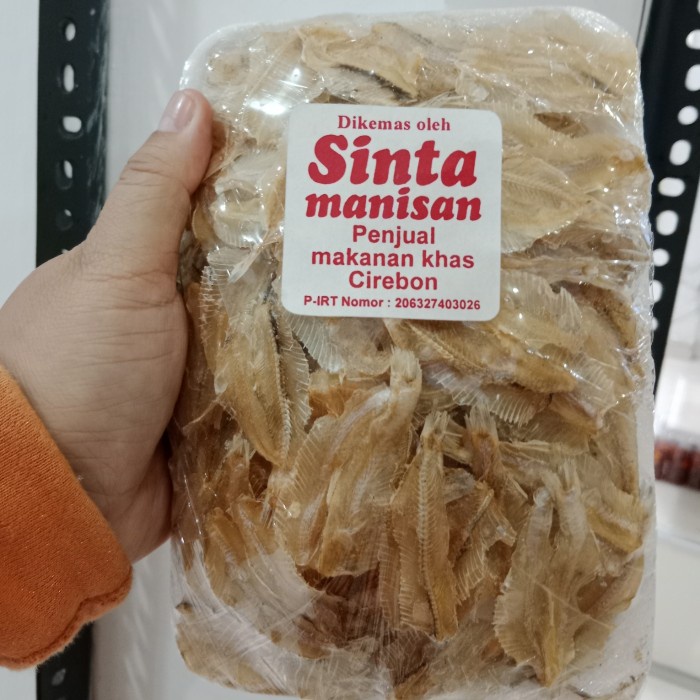 Dikemas oleh
Sinta
manisan
Penjual
makanan khas
Cirebon
P-IRT Nomor : 206327403026